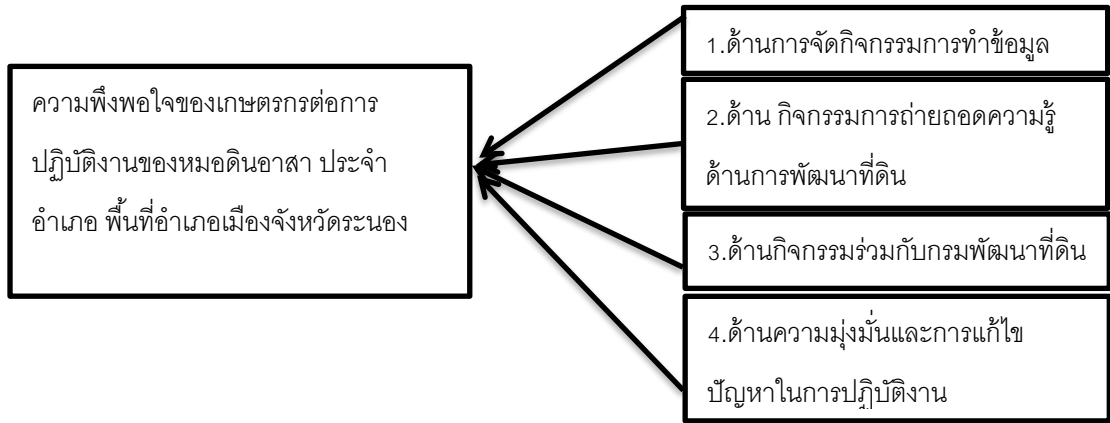 ความพึงพอใจของเกษตรกรต่อการ
ปฏิบัติงานของหมอดินอาสา ประจำ
อำเภอ พื้นที่อำเภอเมืองจังหวัดระนอง
1.ด้านการจัดกิจกรรมการทำข้อมูล
2.ด้าน กิจกรรมการถ่ายถอดความรู้
ด้านการพัฒนาที่ดิน
3.ด้านกิจกรรมร่วมกับกรมพัฒนาที่ดิน
4.ด้านความมุ่งมั่นและการแก้ไข
ปัญหาในการปฏิบัติงาน